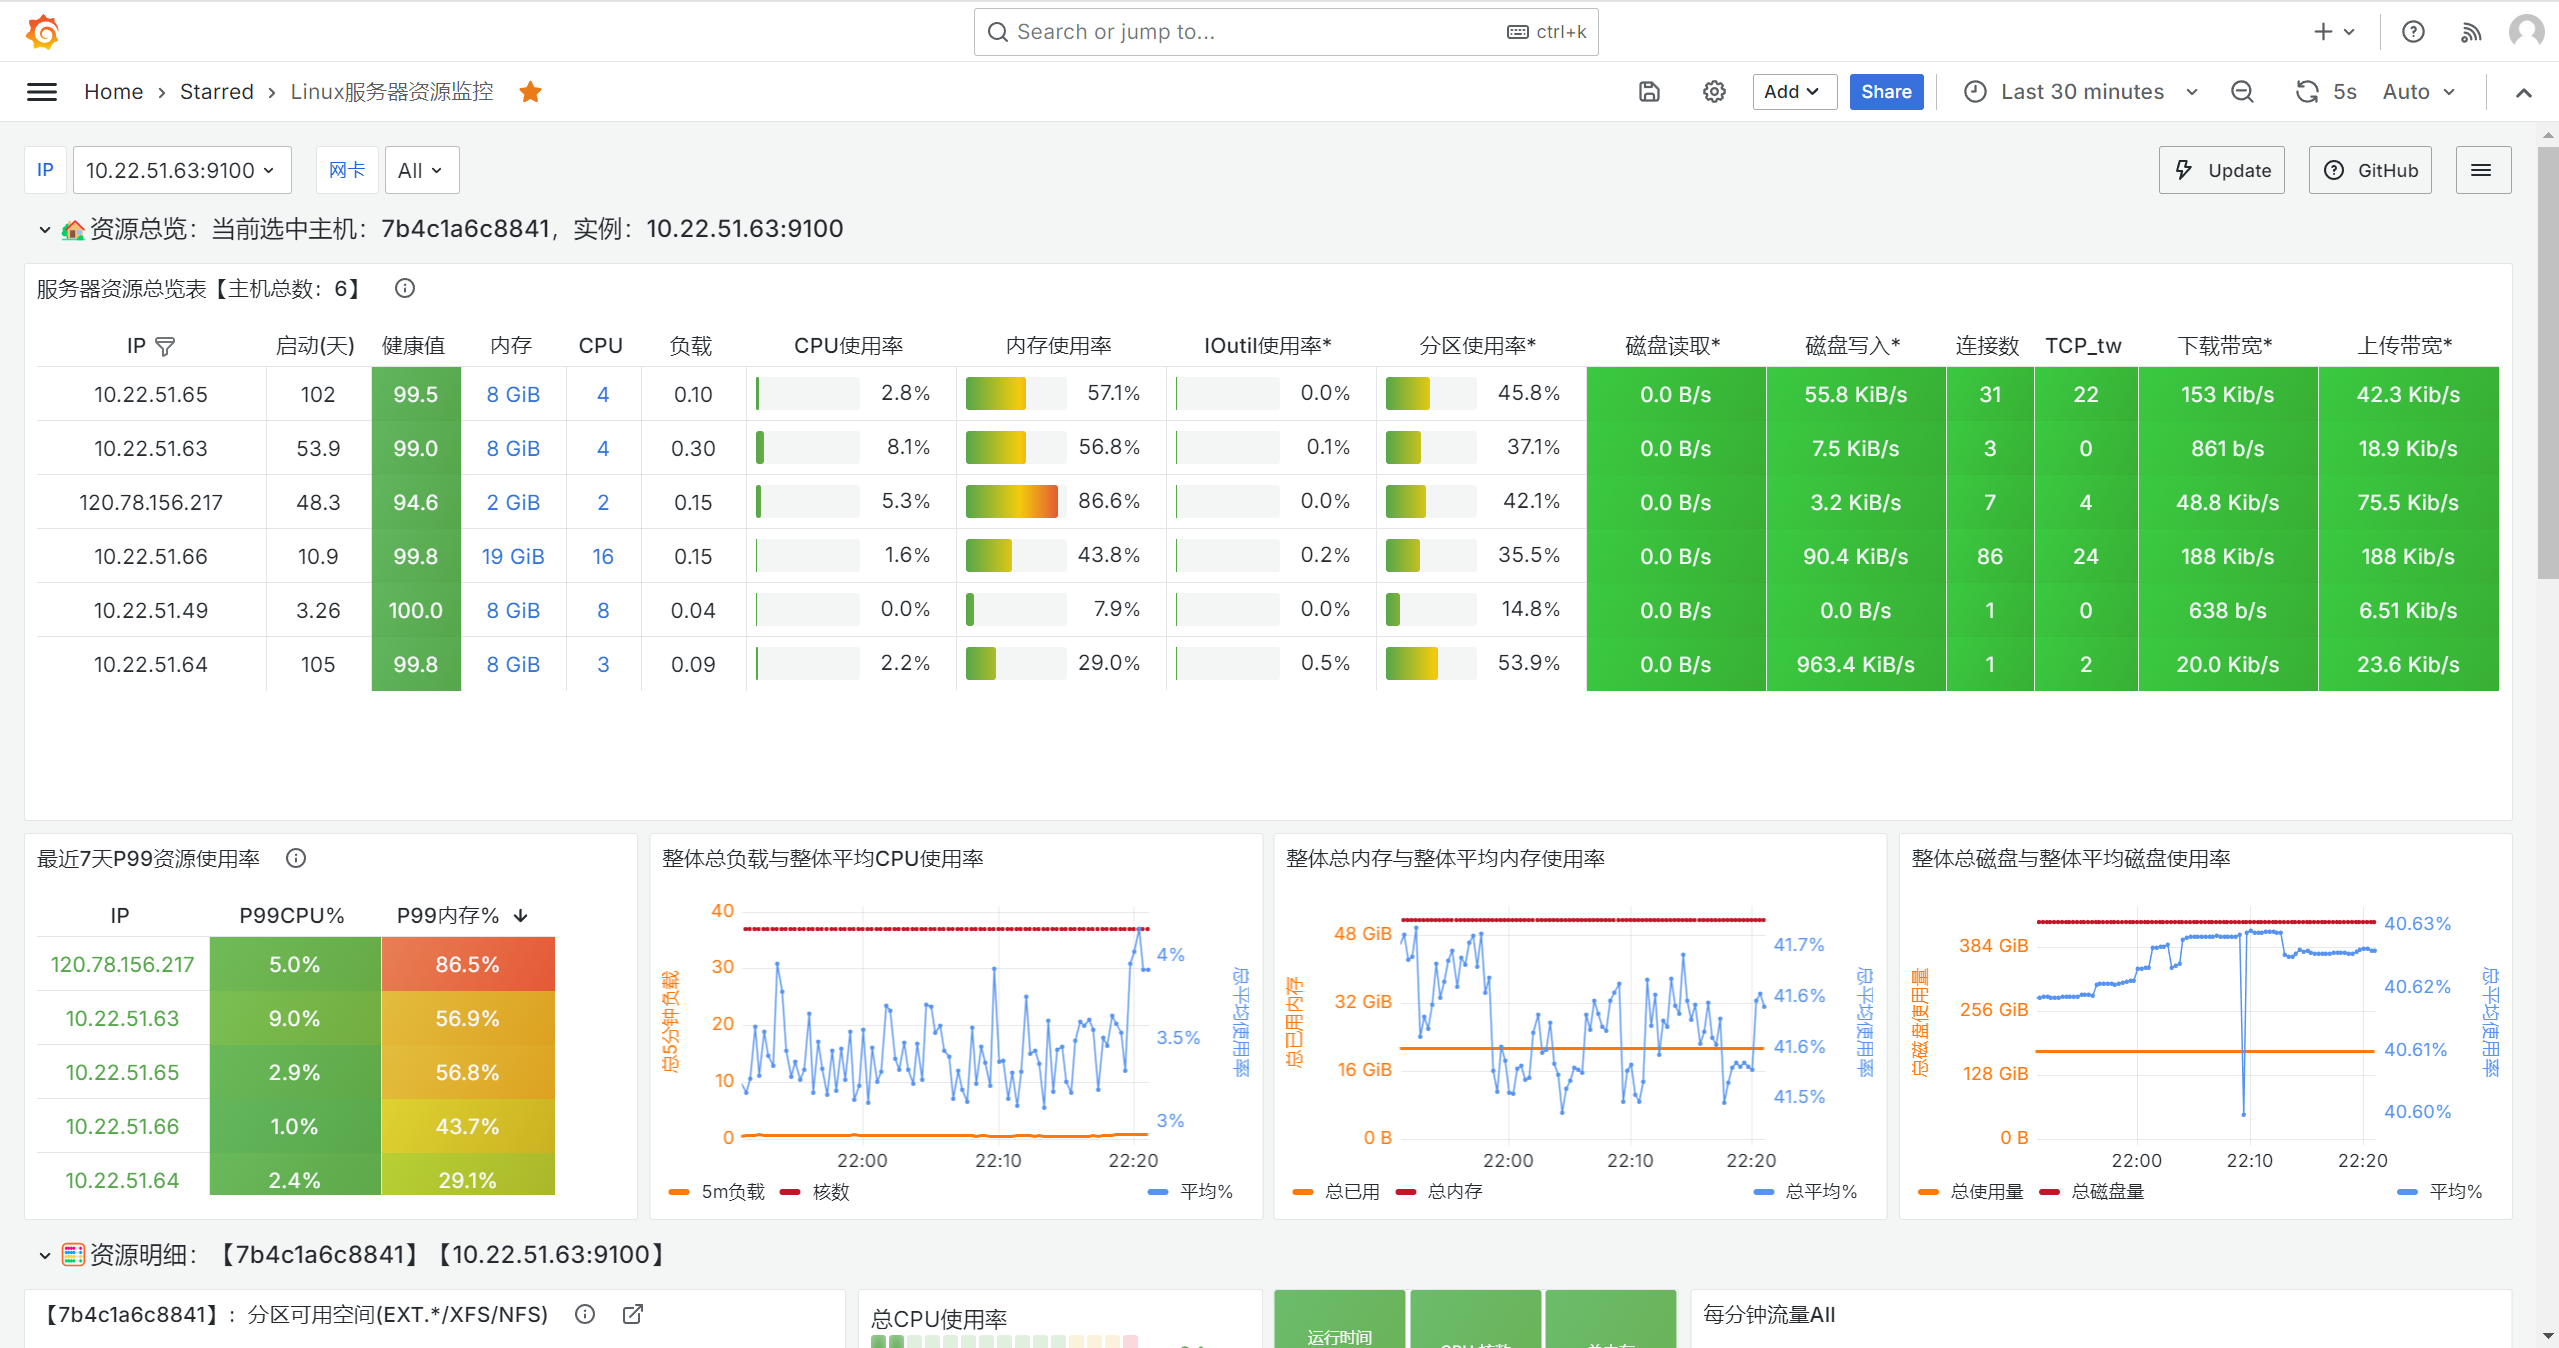 Search or jump to... ctrl+k
Home › Starred › Linux服务器资源监控 Add Share Last 30 minutes 5s Auto
IP 10.22.51.63:9100 网卡 All Update GitHub
资源总览：当前选中主机：7b4c1a6c8841，实例：10.22.51.63:9100
服务器资源总览表【主机总数：6】
IP 启动(天) 健康值 内存 CPU 负载 CPU使用率 内存使用率 IOutil使用率* 分区使用率* 磁盘读取* 磁盘写入* 连接数 TCP_tw 下载带宽* 上传带宽*
10.22.51.65 102 99.5 8 GiB 4 0.10 2.8% 57.1% 0.0% 45.8% 0.0 B/s 55.8 KiB/s 31 22 153 Kib/s 42.3 Kib/s
10.22.51.63 53.9 99.0 8 GiB 4 0.30 8.1% 56.8% 0.1% 37.1% 0.0 B/s 7.5 KiB/s 3 0 861 b/s 18.9 Kib/s
120.78.156.217 48.3 94.6 2 GiB 2 0.15 5.3% 86.6% 0.0% 42.1% 0.0 B/s 3.2 KiB/s 7 4 48.8 Kib/s 75.5 Kib/s
10.22.51.66 10.9 99.8 19 GiB 16 0.15 1.6% 43.8% 0.2% 35.5% 0.0 B/s 90.4 KiB/s 86 24 188 Kib/s 188 Kib/s
10.22.51.49 3.26 100.0 8 GiB 8 0.04 0.0% 7.9% 0.0% 14.8% 0.0 B/s 0.0 B/s 1 0 638 b/s 6.51 Kib/s
10.22.51.64 105 99.8 8 GiB 3 0.09 2.2% 29.0% 0.5% 53.9% 0.0 B/s 963.4 KiB/s 1 2 20.0 Kib/s 23.6 Kib/s
最近7天P99资源使用率
IP P99CPU% P99内存%
120.78.156.217 5.0% 86.5%
10.22.51.63 9.0% 56.9%
10.22.51.65 2.9% 56.8%
10.22.51.66 1.0% 43.7%
10.22.51.64 2.4% 29.1%
整体总负载与整体平均CPU使用率
总5分钟负载
40
30
20
10
0
4%
3.5%
3%
总平均使用率
22:00 22:10 22:20
5m负载 核数 平均%
整体总内存与整体平均内存使用率
总已用内存
48 GiB
32 GiB
16 GiB
0 B
41.7%
41.6%
41.6%
41.5%
总平均使用率
22:00 22:10 22:20
总已用 总内存 总平均%
整体总磁盘与整体平均磁盘使用率
总磁盘使用量
384 GiB
256 GiB
128 GiB
0 B
40.63%
40.62%
40.61%
40.60%
总平均使用率
22:00 22:10 22:20
总使用量 总磁盘量 平均%
资源明细：【7b4c1a6c8841】【10.22.51.63:9100】
【7b4c1a6c8841】：分区可用空间(EXT.*/XFS/NFS)
总CPU使用率
运行时间
每分钟流量All